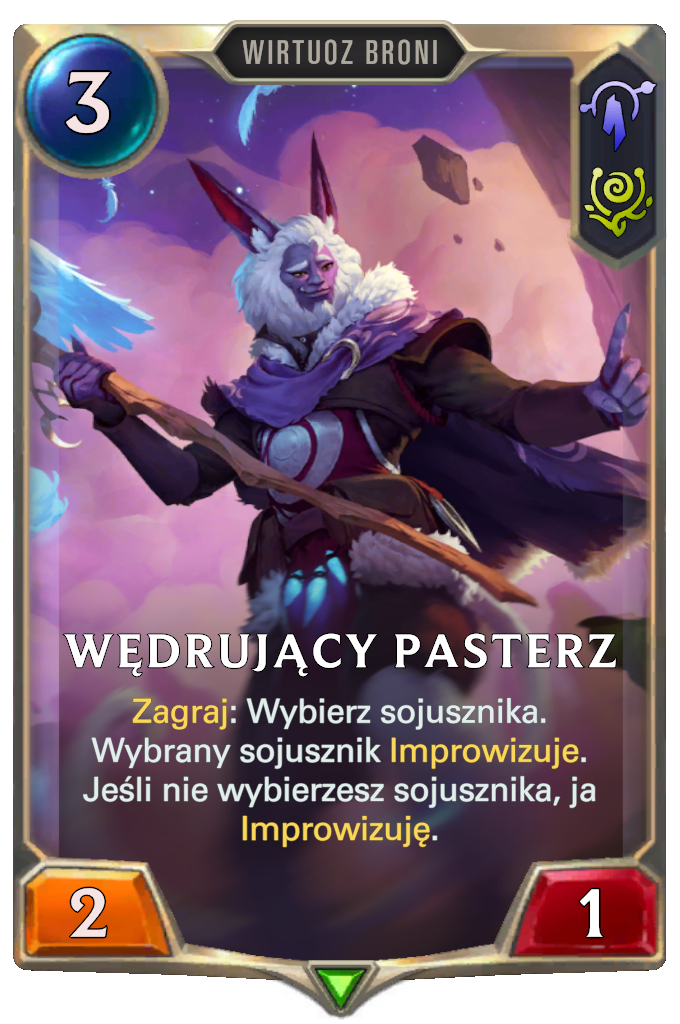 WIRTUOZ BRONI
3
WĘDRUJĄCY PASTERZ
Zagraj: Wybierz sojusznika.
Wybrany sojusznik Improwizuje.
Jeśli nie wybierzesz sojusznika, ja
Improwizuję.
2
1